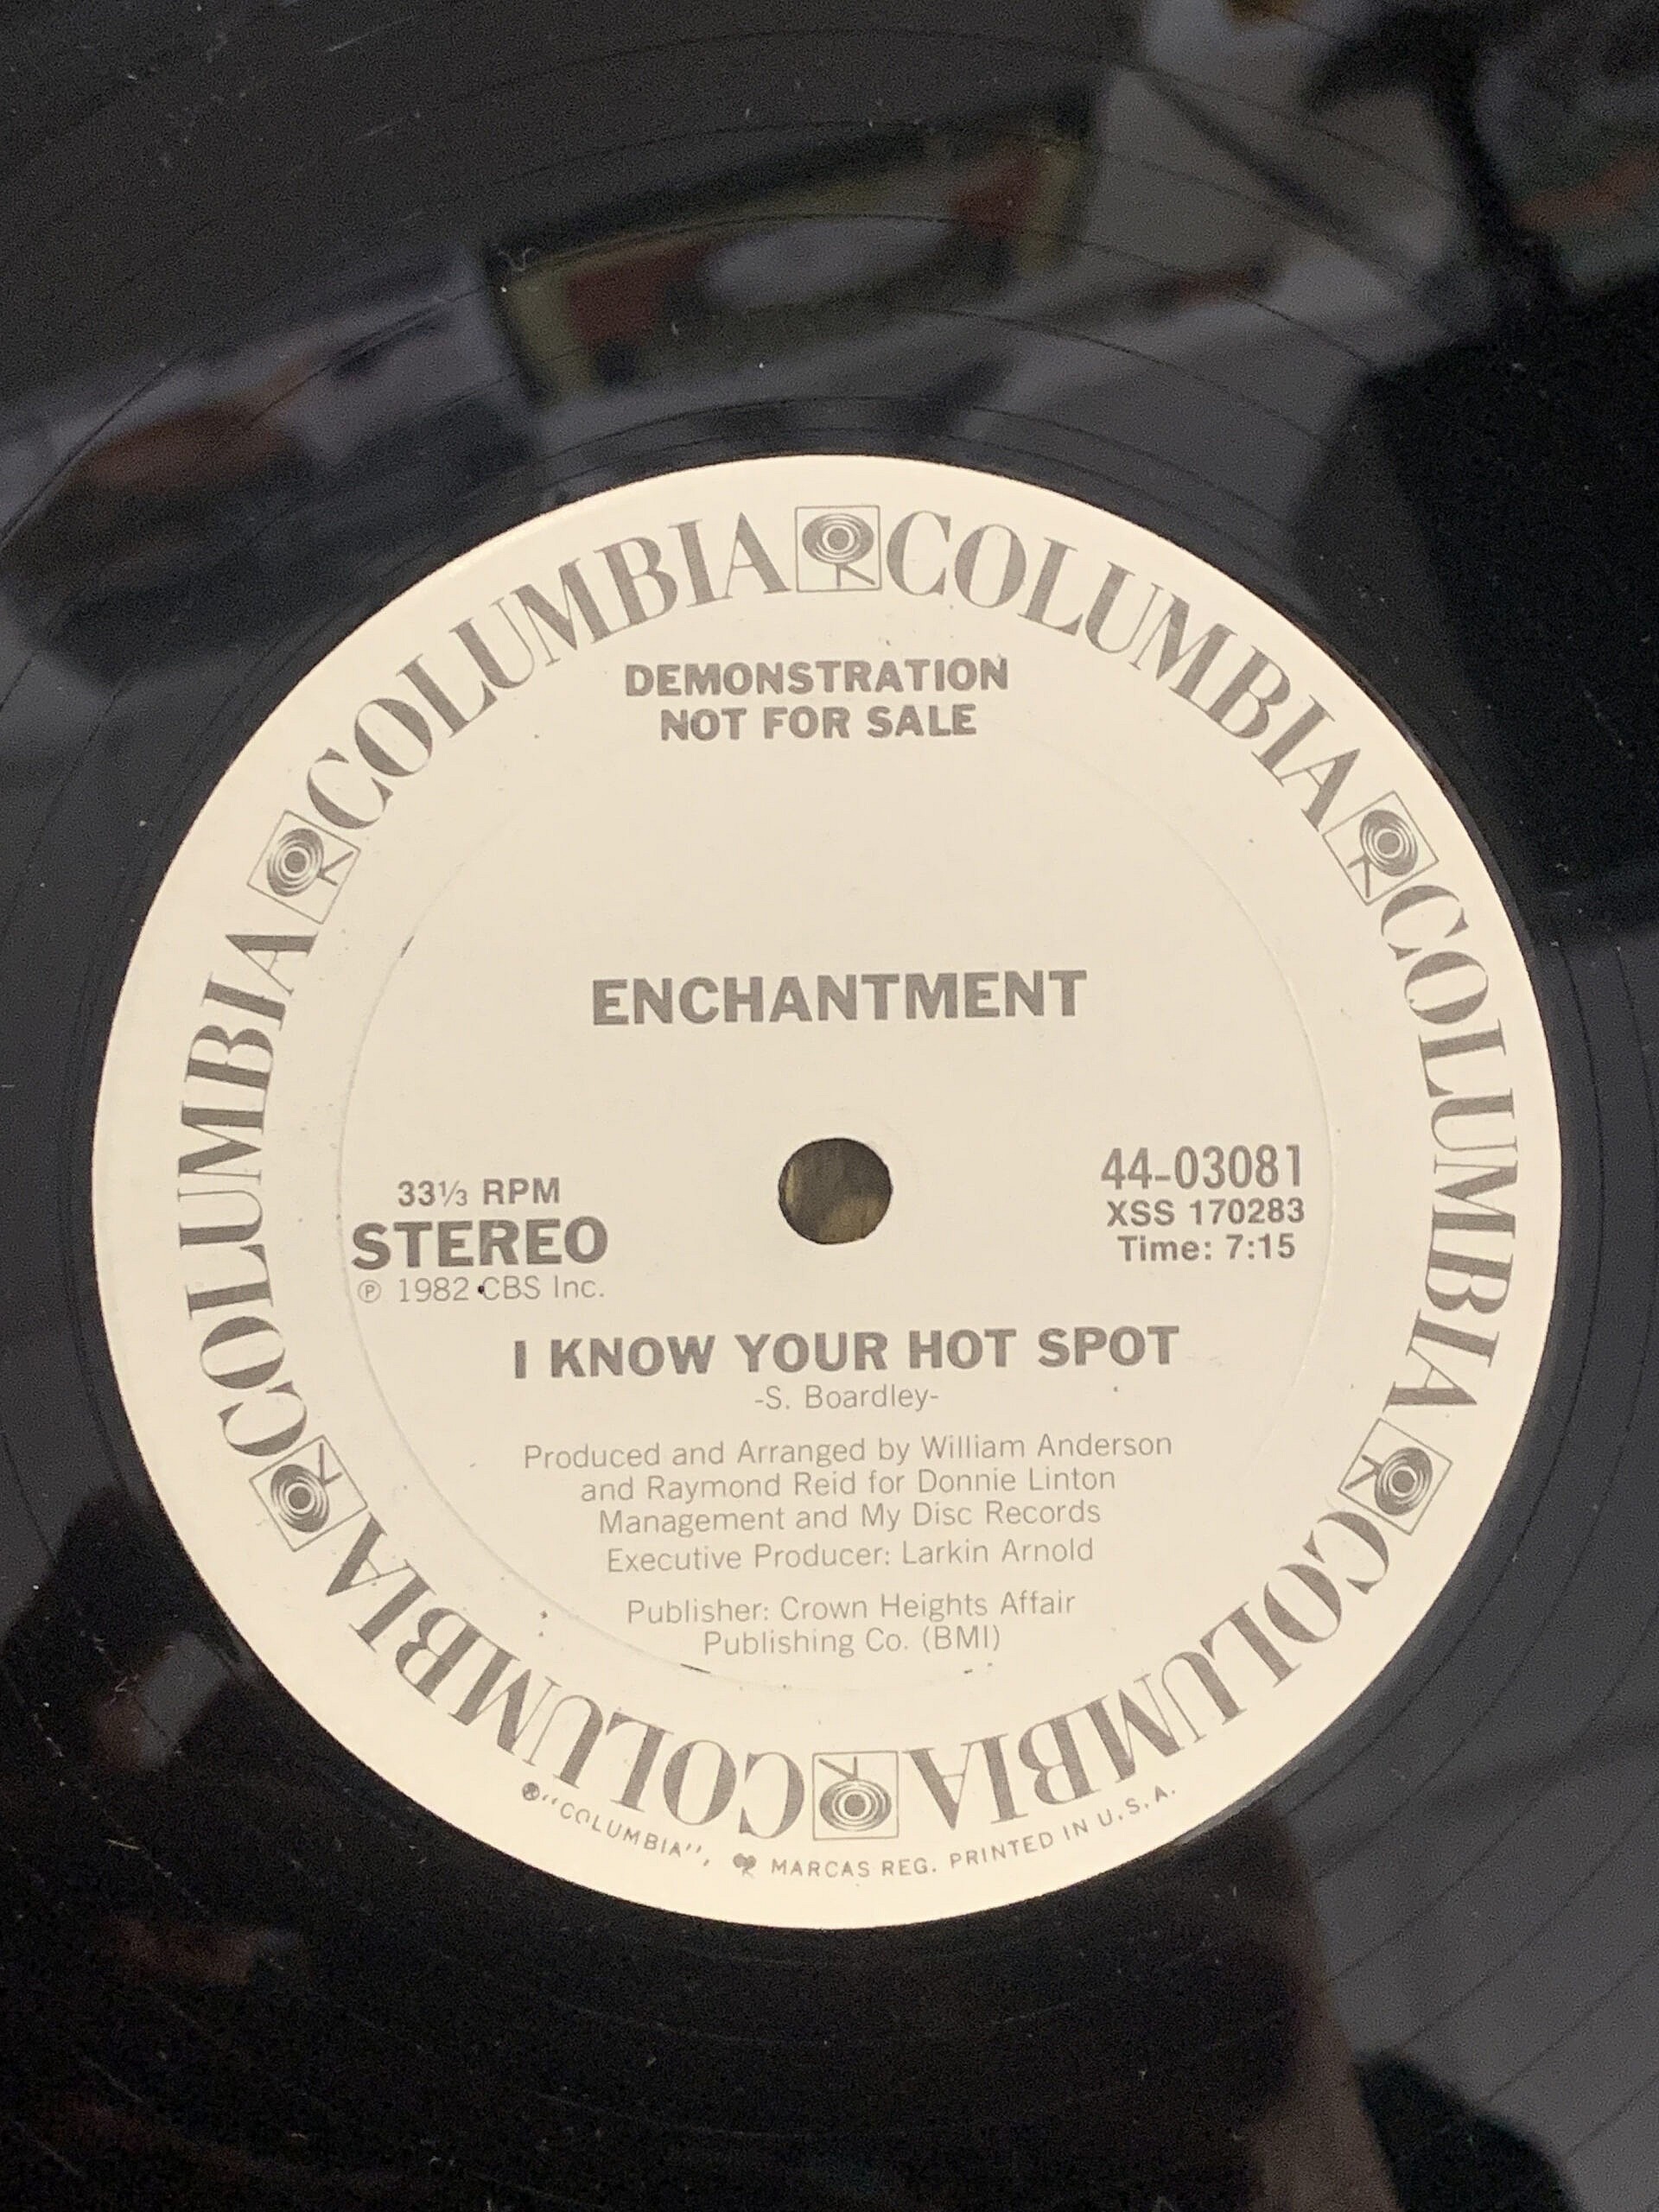 COLUMBIA COLUMBIA COLUMBIA COLUMBIA COLUMBIA COLUMBIA
DEMONSTRATION
NOT FOR SALE
ENCHANTMENT
33⅓ RPM
STEREO
℗ 1982 CBS Inc.
44-03081
XSS 170283
Time: 7:15
I KNOW YOUR HOT SPOT
-S. Boardley-
Produced and Arranged by William Anderson
and Raymond Reid for Donnie Linton
Management and My Disc Records
Executive Producer: Larkin Arnold
Publisher: Crown Heights Affair
Publishing Co. (BMI)
®"COLUMBIA", MARCAS REG. PRINTED IN U.S.A.